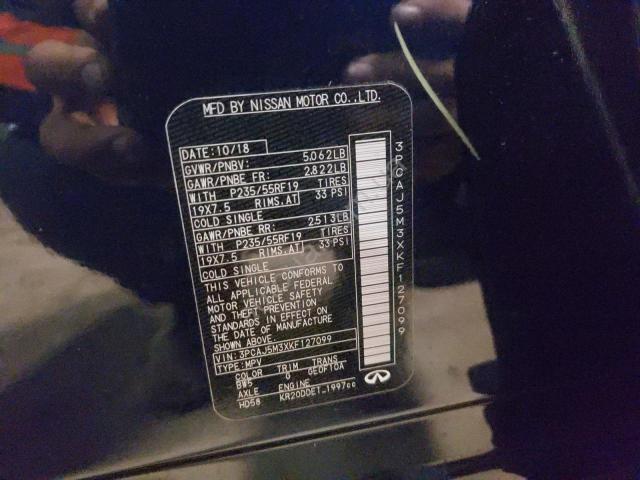 MFD BY NISSAN MOTOR CO.,LTD.
DATE:10/18
GVWR/PNBV: 5,062LB
GAWR/PNBE FR: 2,822LB
WITH P235/55RF19 TIRES
19X7.5 RIMS.AT 33 PSI
COLD SINGLE
GAWR/PNBE RR: 2513LB
WITH P235/55RF19 TIRES
19X7.5 RIMS.AT 33 PSI
COLD SINGLE
THIS VEHICLE CONFORMS TO
ALL APPLICABLE FEDERAL
MOTOR VEHICLE SAFETY
AND THEFT PREVENTION
STANDARDS IN EFFECT ON
THE DATE OF MANUFACTURE
SHOWN ABOVE.
VIN:3PCAJ5M3XKF127099
TYPE:MPV
COLOR TRIM TRANS
BW5 G GE0F10A
AXLE ENGINE
HD58 KR20DDET 1997cc
3PCAJ5M3XKF127099